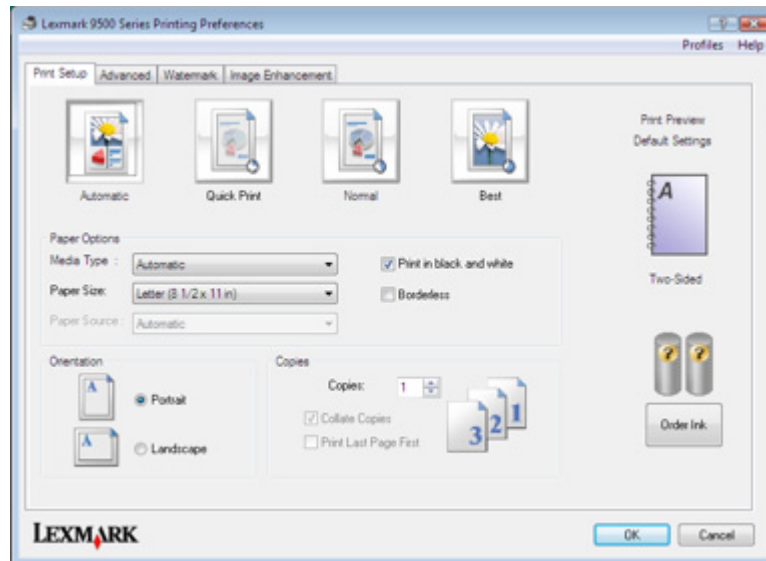 Lexmark 9500 Series Printing Preferences
Profiles Help
Print Setup Advanced Watermark Image Enhancement
Automatic Quick Print Normal Best
Print Preview
Default Settings
A
Two-Sided
Paper Options
Media Type : Automatic
Print in black and white
Paper Size: Letter (8 1/2 x 11 in)
Borderless
Paper Source : Automatic
Orientation
A
Portrait
A
Landscape
Copies
Copies: 1
Collate Copies
Print Last Page First
3 2 1
? ?
Order Ink
LEXMARK
OK Cancel